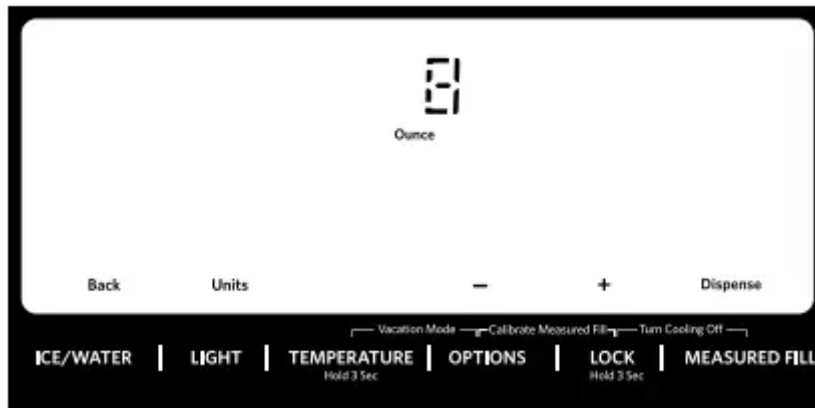 8
Ounce
Back Units − + Dispense
Vacation Mode Calibrate Measured Fill Turn Cooling Off
ICE/WATER | LIGHT | TEMPERATURE | OPTIONS | LOCK | MEASURED FILL
Hold 3 Sec Hold 3 Sec